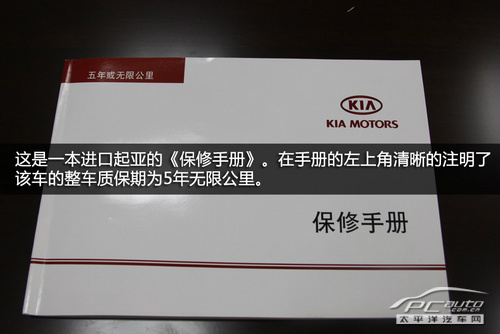 五年或无限公里
KIA
KIA MOTORS
这是一本进口起亚的《保修手册》。在手册的左上角清晰的注明了
该车的整车质保期为5年无限公里。
保修手册
PCauto
.com.cn
太平洋汽车网